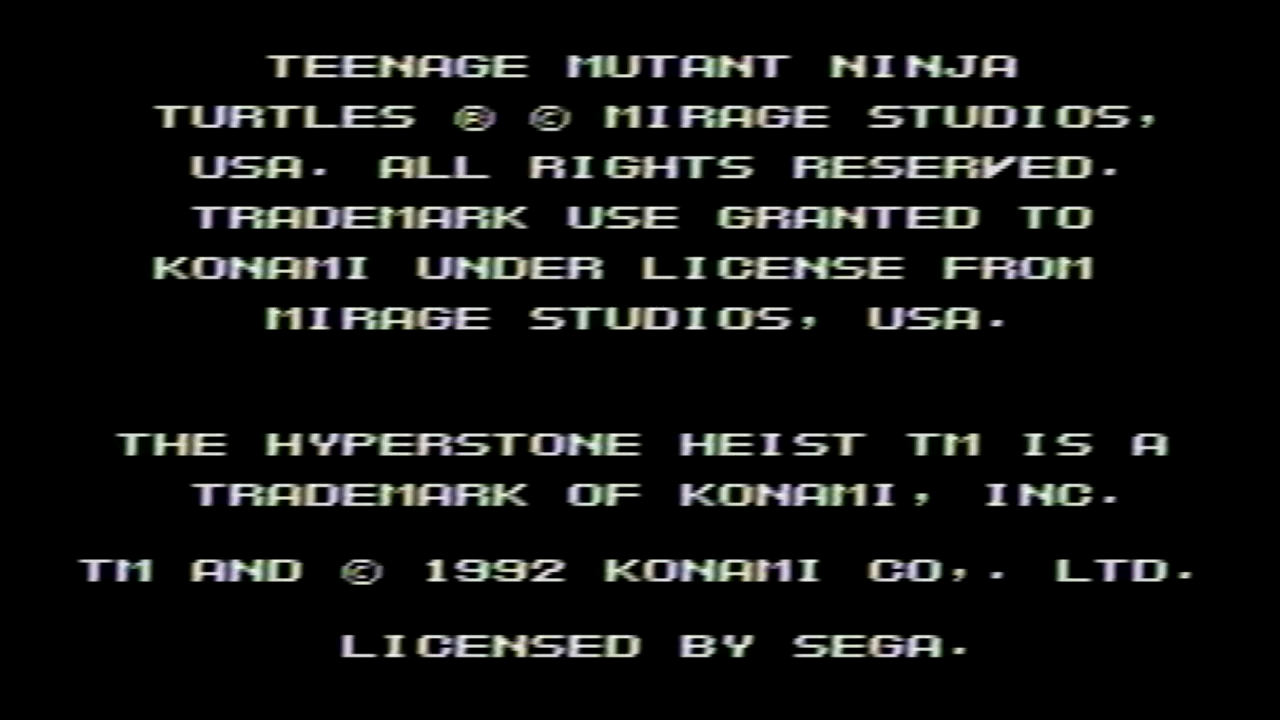 TEENAGE MUTANT NINJA
TURTLES ® © MIRAGE STUDIOS,
USA. ALL RIGHTS RESERVED.
TRADEMARK USE GRANTED TO
KONAMI UNDER LICENSE FROM
MIRAGE STUDIOS, USA.
THE HYPERSTONE HEIST TM IS A
TRADEMARK OF KONAMI, INC.
TM AND © 1992 KONAMI CO,. LTD.
LICENSED BY SEGA.